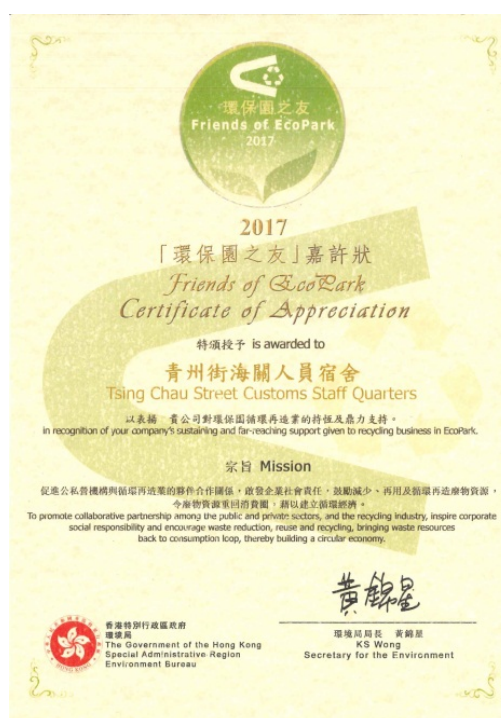 環保園之友
Friends of EcoPark
2017
2017
「環保園之友」嘉許狀
Friends of EcoPark
Certificate of Appreciation
特頒授予 is awarded to
青州街海關人員宿舍
Tsing Chau Street Customs Staff Quarters
以表揚 貴公司對環保園循環再造業的持恆及鼎力支持。
in recognition of your company's sustaining and far-reaching support given to recycling business in EcoPark.
宗旨 Mission
促進公私營機構與循環再造業的夥伴合作關係，啟發企業社會責任，鼓勵減少、再用及循環再造廢物資源，
令廢物資源重回消費圈，藉以建立循環經濟。
To promote collaborative partnership among the public and private sectors, and the recycling industry, inspire corporate
social responsibility and encourage waste reduction, reuse and recycling, bringing waste resources
back to consumption loop, thereby building a circular economy.
黃錦星
香港特別行政區政府
環境局
The Government of the Hong Kong
Special Administrative Region
Environment Bureau
環境局局長 黃錦星
KS Wong
Secretary for the Environment